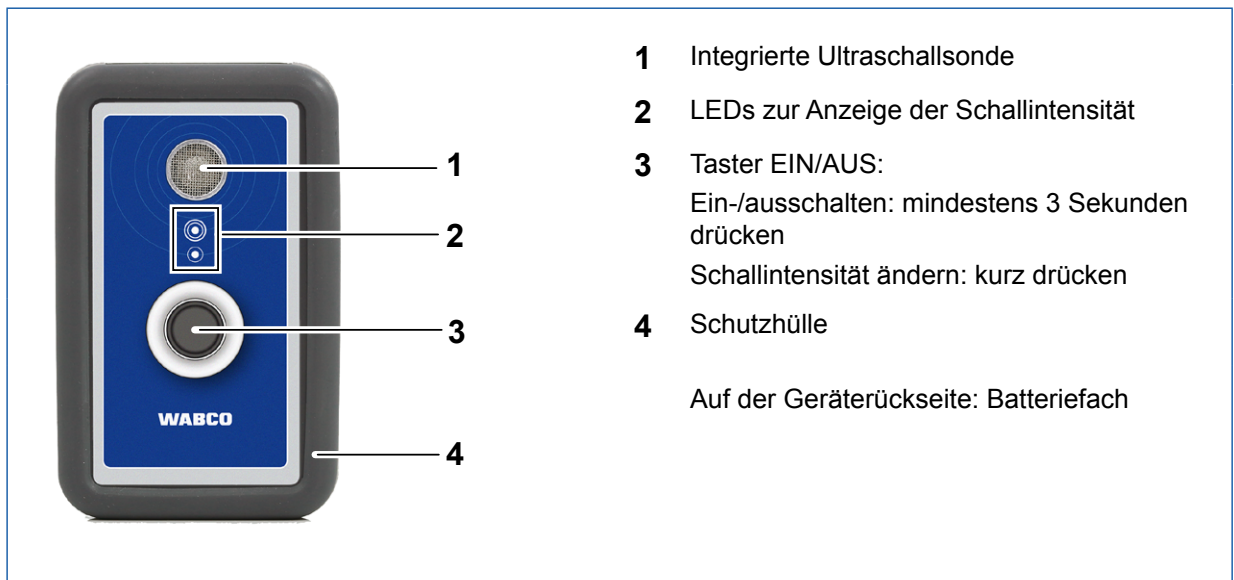 1 Integrierte Ultraschallsonde
2 LEDs zur Anzeige der Schallintensität
3 Taster EIN/AUS:
Ein-/ausschalten: mindestens 3 Sekunden
drücken
Schallintensität ändern: kurz drücken
4 Schutzhülle
Auf der Geräterückseite: Batteriefach
1
2
3
WABCO
4